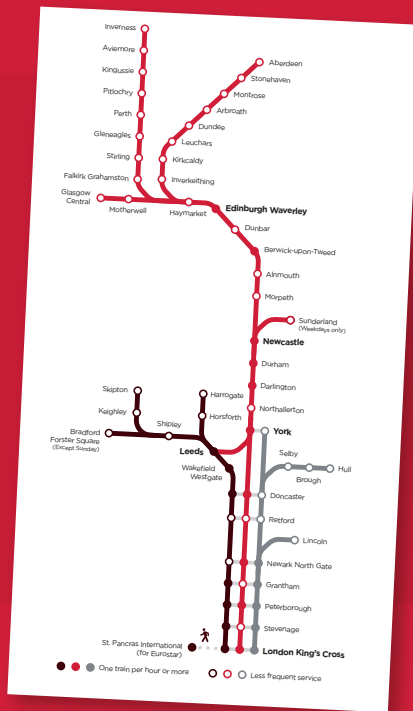 Inverness
Aviemore
Kingussie
Pitlochry
Perth
Gleneagles
Stirling
Falkirk Grahamston
Glasgow
Central
Motherwell
Haymarket
Aberdeen
Stonehaven
Montrose
Arbroath
Dundee
Leuchars
Kirkcaldy
Inverkeithing
Edinburgh Waverley
Dunbar
Berwick-upon-Tweed
Alnmouth
Morpeth
Sunderland
(Weekdays only)
Newcastle
Durham
Darlington
Northallerton
York
Skipton
Keighley
Bradford
Forster Square
(Except Sunday)
Shipley
Harrogate
Horsforth
Leeds
Wakefield
Westgate
Selby
Brough
Hull
Doncaster
Retford
Lincoln
Newark North Gate
Grantham
Peterborough
Stevenage
St. Pancras International
(for Eurostar)
London King's Cross
One train per hour or more
Less frequent service